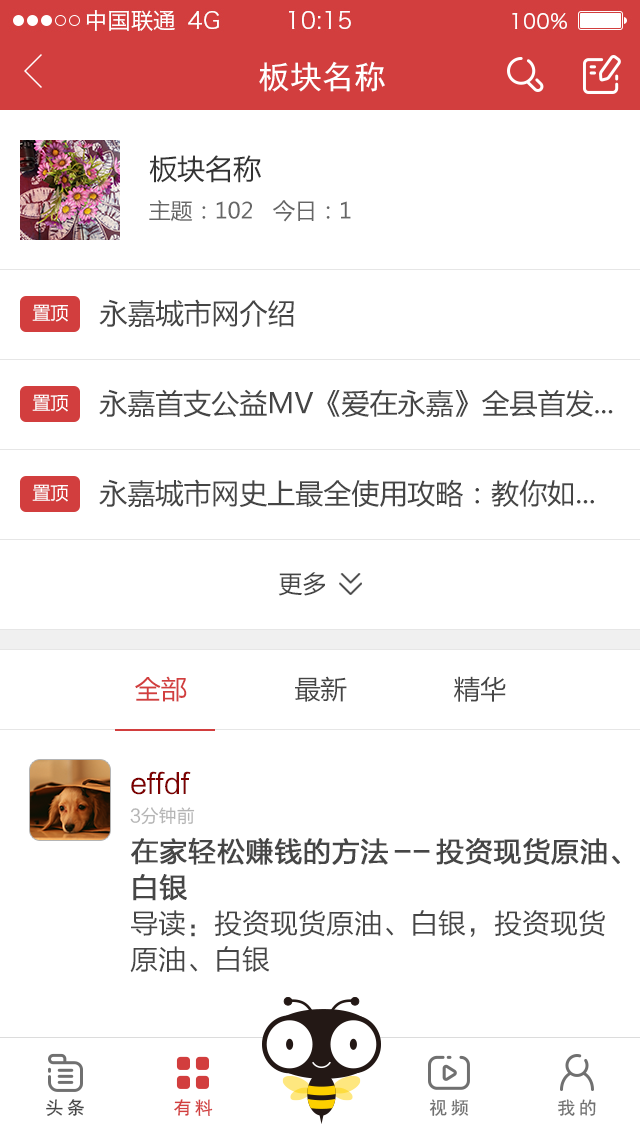 中国联通 4G 10:15 100%
板块名称
板块名称
主题：102 今日：1
置顶 永嘉城市网介绍
置顶 永嘉首支公益MV《爱在永嘉》全县首发...
置顶 永嘉城市网史上最全使用攻略：教你如...
更多
全部 最新 精华
effdf
3分钟前
在家轻松赚钱的方法 -- 投资现货原油、
白银
导读：投资现货原油、白银，投资现货
原油、白银
头条 有料 视频 我的